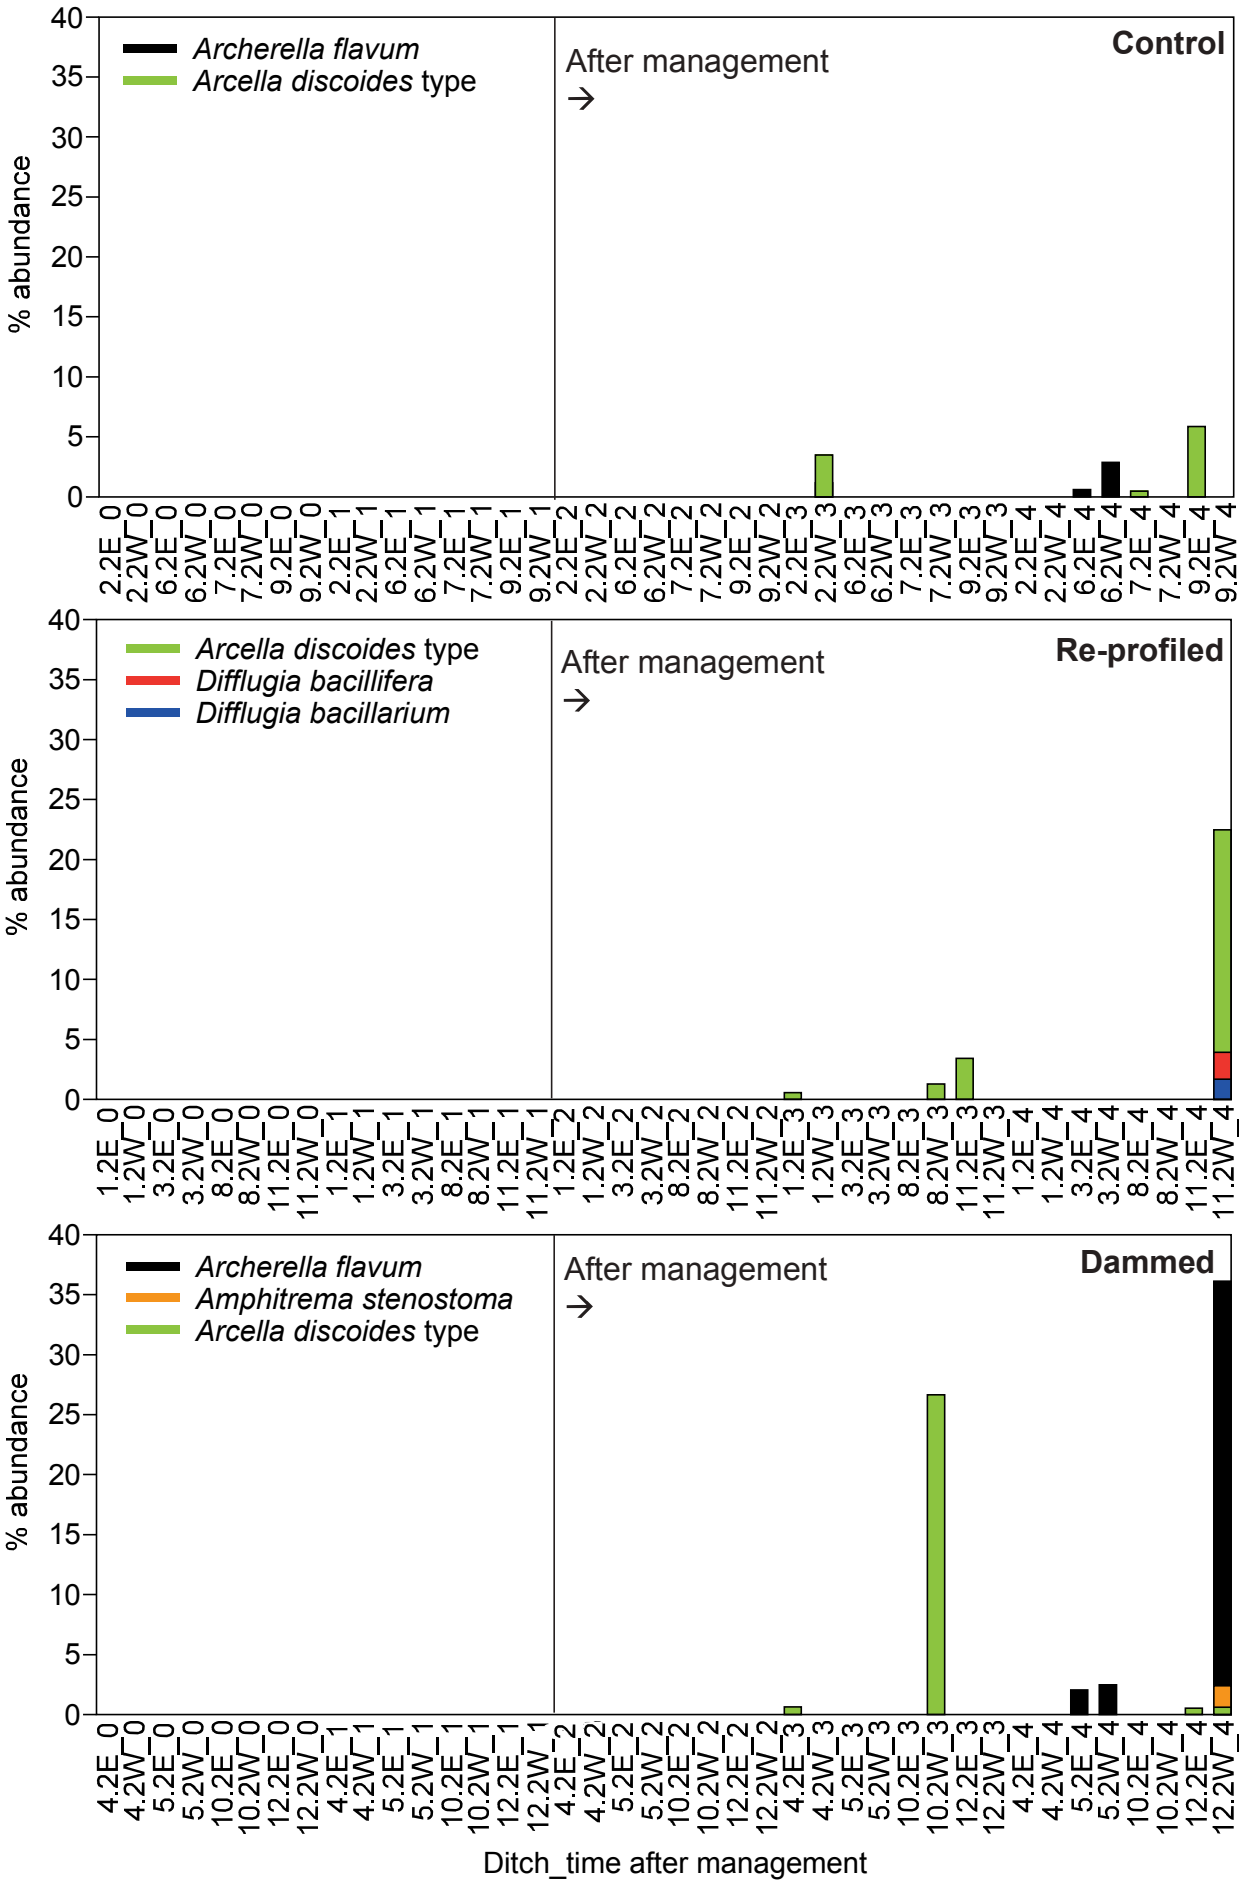 40
35
30
25
20
15
10
5
0
% abundance
Archerella flavum
Arcella discoides type
After management
→
Control
2.2E_0
2.2W_0
6.2E_0
6.2W_0
7.2E_0
7.2W_0
9.2E_0
9.2W_0
2.2E_1
2.2W_1
6.2E_1
6.2W_1
7.2E_1
7.2W_1
9.2E_1
9.2W_1
2.2E_2
2.2W_2
6.2E_2
6.2W_2
7.2E_2
7.2W_2
9.2E_2
9.2W_2
2.2E_3
2.2W_3
6.2E_3
6.2W_3
7.2E_3
7.2W_3
9.2E_3
9.2W_3
2.2E_4
2.2W_4
6.2E_4
6.2W_4
7.2E_4
7.2W_4
9.2E_4
9.2W_4
40
35
30
25
20
15
10
5
0
% abundance
Arcella discoides type
Difflugia bacillifera
Difflugia bacillarium
After management
→
Re-profiled
1.2E_0
1.2W_0
3.2E_0
3.2W_0
8.2E_0
8.2W_0
11.2E_0
11.2W_0
1.2E_1
1.2W_1
3.2E_1
3.2W_1
8.2E_1
8.2W_1
11.2E_1
11.2W_1
1.2E_2
1.2W_2
3.2E_2
3.2W_2
8.2E_2
8.2W_2
11.2E_2
11.2W_2
1.2E_3
1.2W_3
3.2E_3
3.2W_3
8.2E_3
8.2W_3
11.2E_3
11.2W_3
1.2E_4
1.2W_4
3.2E_4
3.2W_4
8.2E_4
8.2W_4
11.2E_4
11.2W_4
40
35
30
25
20
15
10
5
0
% abundance
Archerella flavum
Amphitrema stenostoma
Arcella discoides type
After management
→
Dammed
4.2E_0
4.2W_0
5.2E_0
5.2W_0
10.2E_0
10.2W_0
12.2E_0
12.2W_0
4.2E_1
4.2W_1
5.2E_1
5.2W_1
10.2E_1
10.2W_1
12.2E_1
12.2W_1
4.2E_2
4.2W_2
5.2E_2
5.2W_2
10.2E_2
10.2W_2
12.2E_2
12.2W_2
4.2E_3
4.2W_3
5.2E_3
5.2W_3
10.2E_3
10.2W_3
12.2E_3
12.2W_3
4.2E_4
4.2W_4
5.2E_4
5.2W_4
10.2E_4
10.2W_4
12.2E_4
12.2W_4
Ditch_time after management